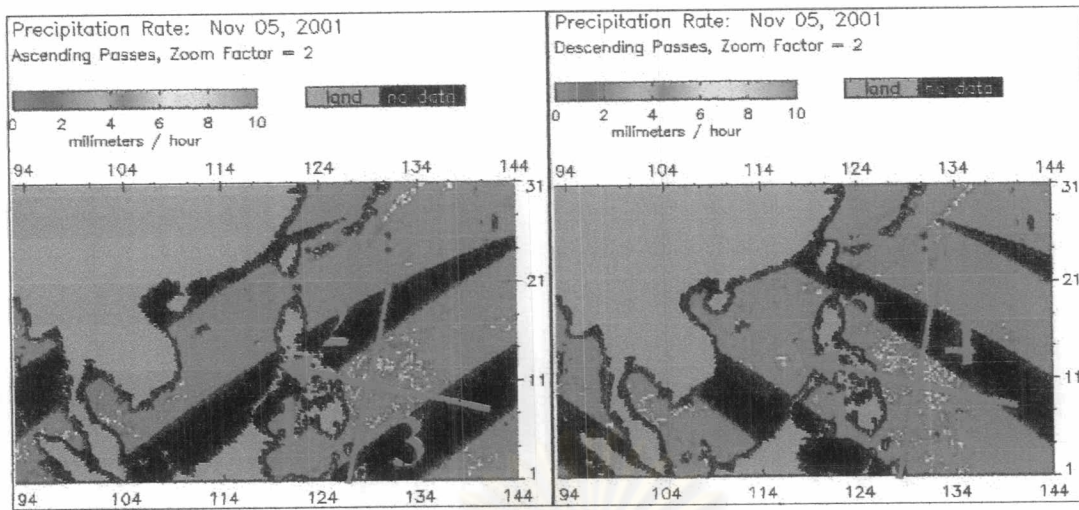 Precipitation Rate: Nov 05, 2001
Ascending Passes, Zoom Factor = 2
land no data
0 2 4 6 8 10
milimeters / hour
94 104 114 124 134 144
31
21
11
1
94 104 114 124 134 144
2
3
Precipitation Rate: Nov 05, 2001
Descending Passes, Zoom Factor = 2
land no data
0 2 4 6 8 10
milimeters / hour
94 104 114 124 134 144
31
21
11
1
94 104 114 124 134 144